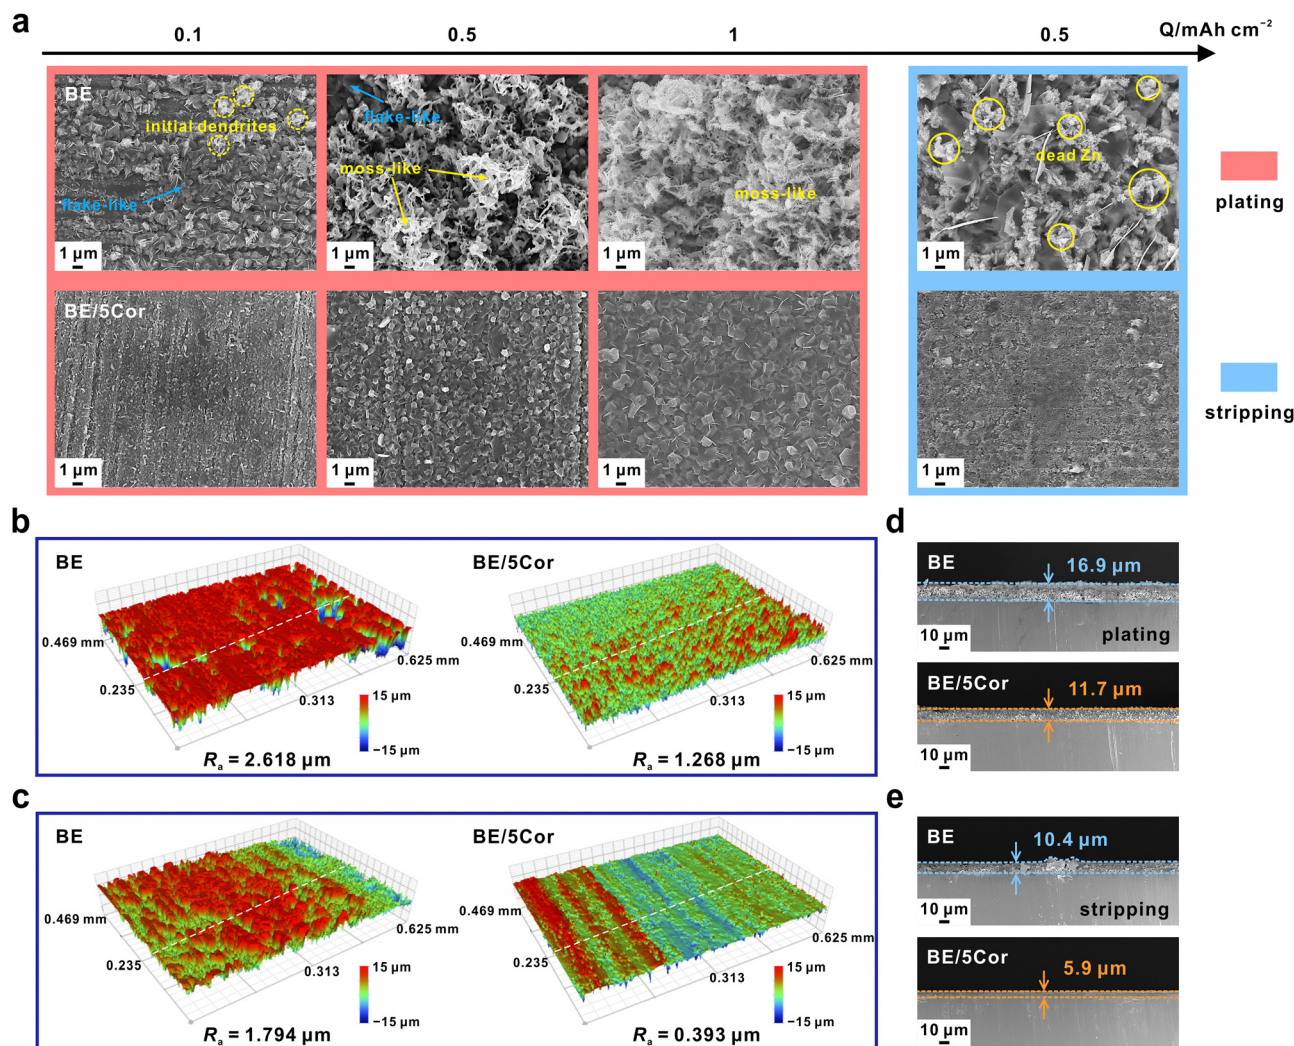 a
0.1 0.5 1 0.5 Q/mAh cm⁻²
BE
initial dendrites
flake-like
1 µm
flake-like
moss-like
1 µm
moss-like
1 µm
dead Zn
1 µm
plating
BE/5Cor
1 µm
1 µm
1 µm
1 µm
stripping
b
BE
0.469 mm
0.235
0.313
0.625 mm
15 µm
−15 µm
Rₐ = 2.618 µm
BE/5Cor
0.469 mm
0.235
0.313
0.625 mm
15 µm
−15 µm
Rₐ = 1.268 µm
c
BE
0.469 mm
0.235
0.313
0.625 mm
15 µm
−15 µm
Rₐ = 1.794 µm
BE/5Cor
0.469 mm
0.235
0.313
0.625 mm
15 µm
−15 µm
Rₐ = 0.393 µm
d
BE
16.9 µm
10 µm
plating
BE/5Cor
11.7 µm
10 µm
e
BE
10.4 µm
10 µm
stripping
BE/5Cor
5.9 µm
10 µm